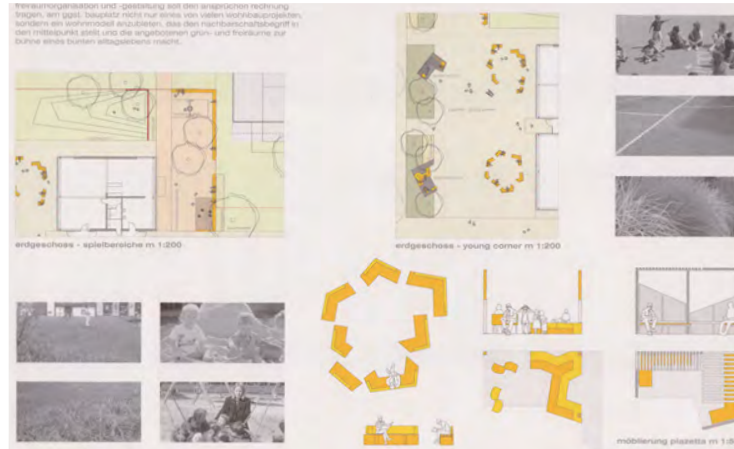 freiraumorganisation und -gestaltung soll den ansprüchen rechnung
tragen, am ggst. bauplatz nicht nur eines von vielen wohnbauprojekten,
sondern ein wohnmodell anzubieten, das den nachbarschaftsbegriff in
den mittelpunkt stellt und die angebotenen grün- und freiräume zur
bühne eines bunten alltagslebens macht.
erdgeschoss - spielbereiche m 1:200
erdgeschoss - young corner m 1:200
möblierung piazetta m 1:5